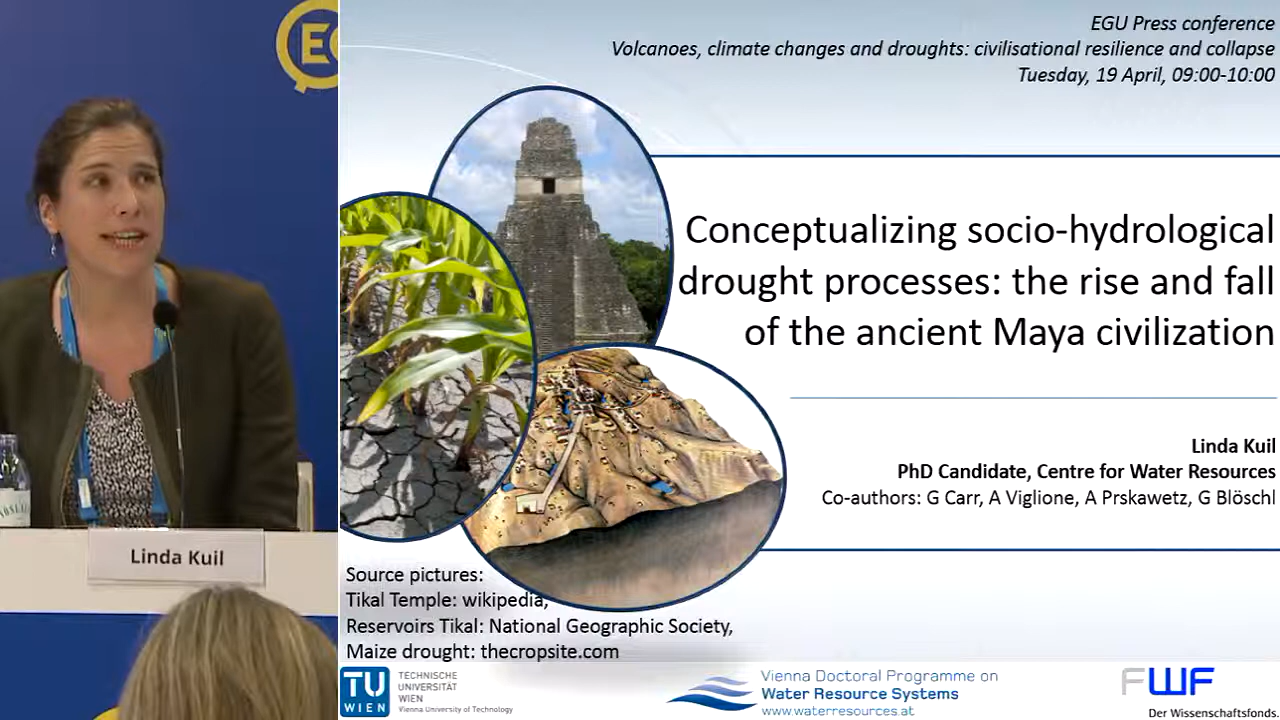 EG
EGU Press conference
Volcanoes, climate changes and droughts: civilisational resilience and collapse
Tuesday, 19 April, 09:00-10:00
Conceptualizing socio-hydrological
drought processes: the rise and fall
of the ancient Maya civilization
Linda Kuil
PhD Candidate, Centre for Water Resources
Co-authors: G Carr, A Viglione, A Prskawetz, G Blöschl
Linda Kuil
Source pictures:
Tikal Temple: wikipedia,
Reservoirs Tikal: National Geographic Society,
Maize drought: thecropsite.com
TU
WIEN
TECHNISCHE
UNIVERSITÄT
WIEN
Vienna University of Technology
Vienna Doctoral Programme on
Water Resource Systems
www.waterresources.at
FWF
Der Wissenschaftsfonds